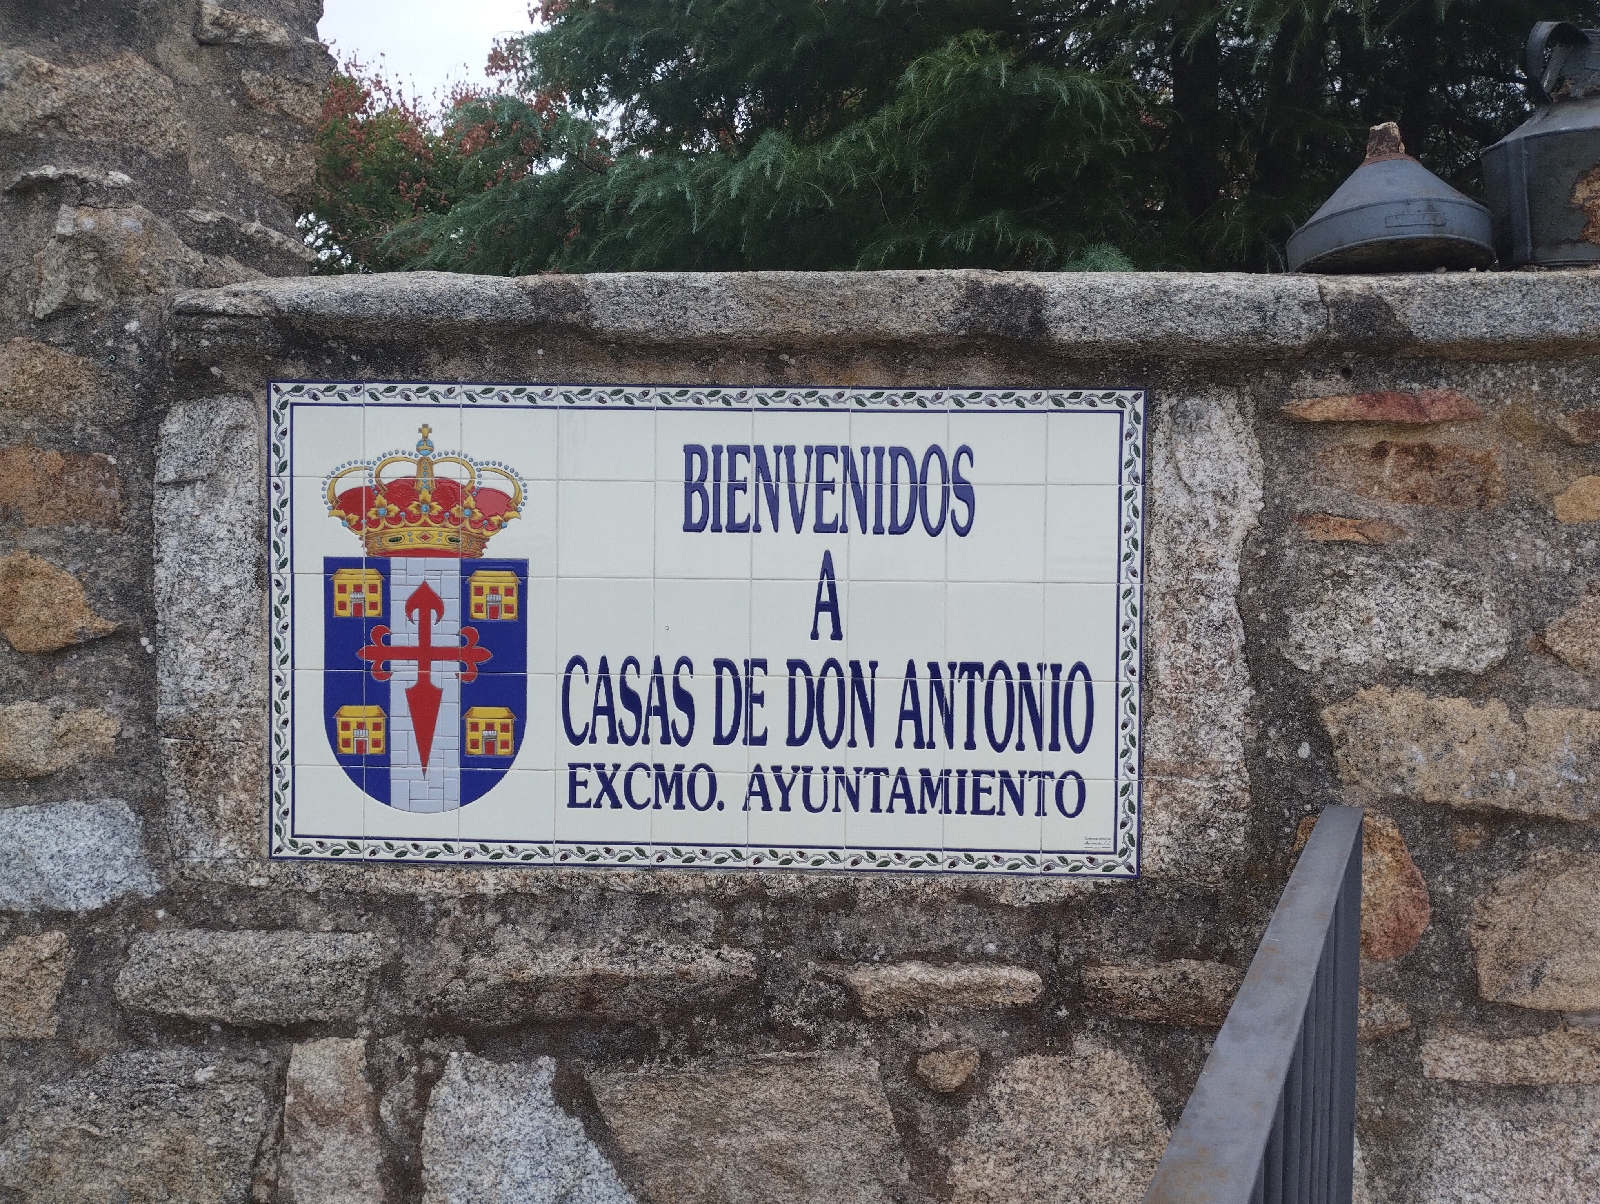 BIENVENIDOS
A
CASAS DE DON ANTONIO
EXCMO. AYUNTAMIENTO